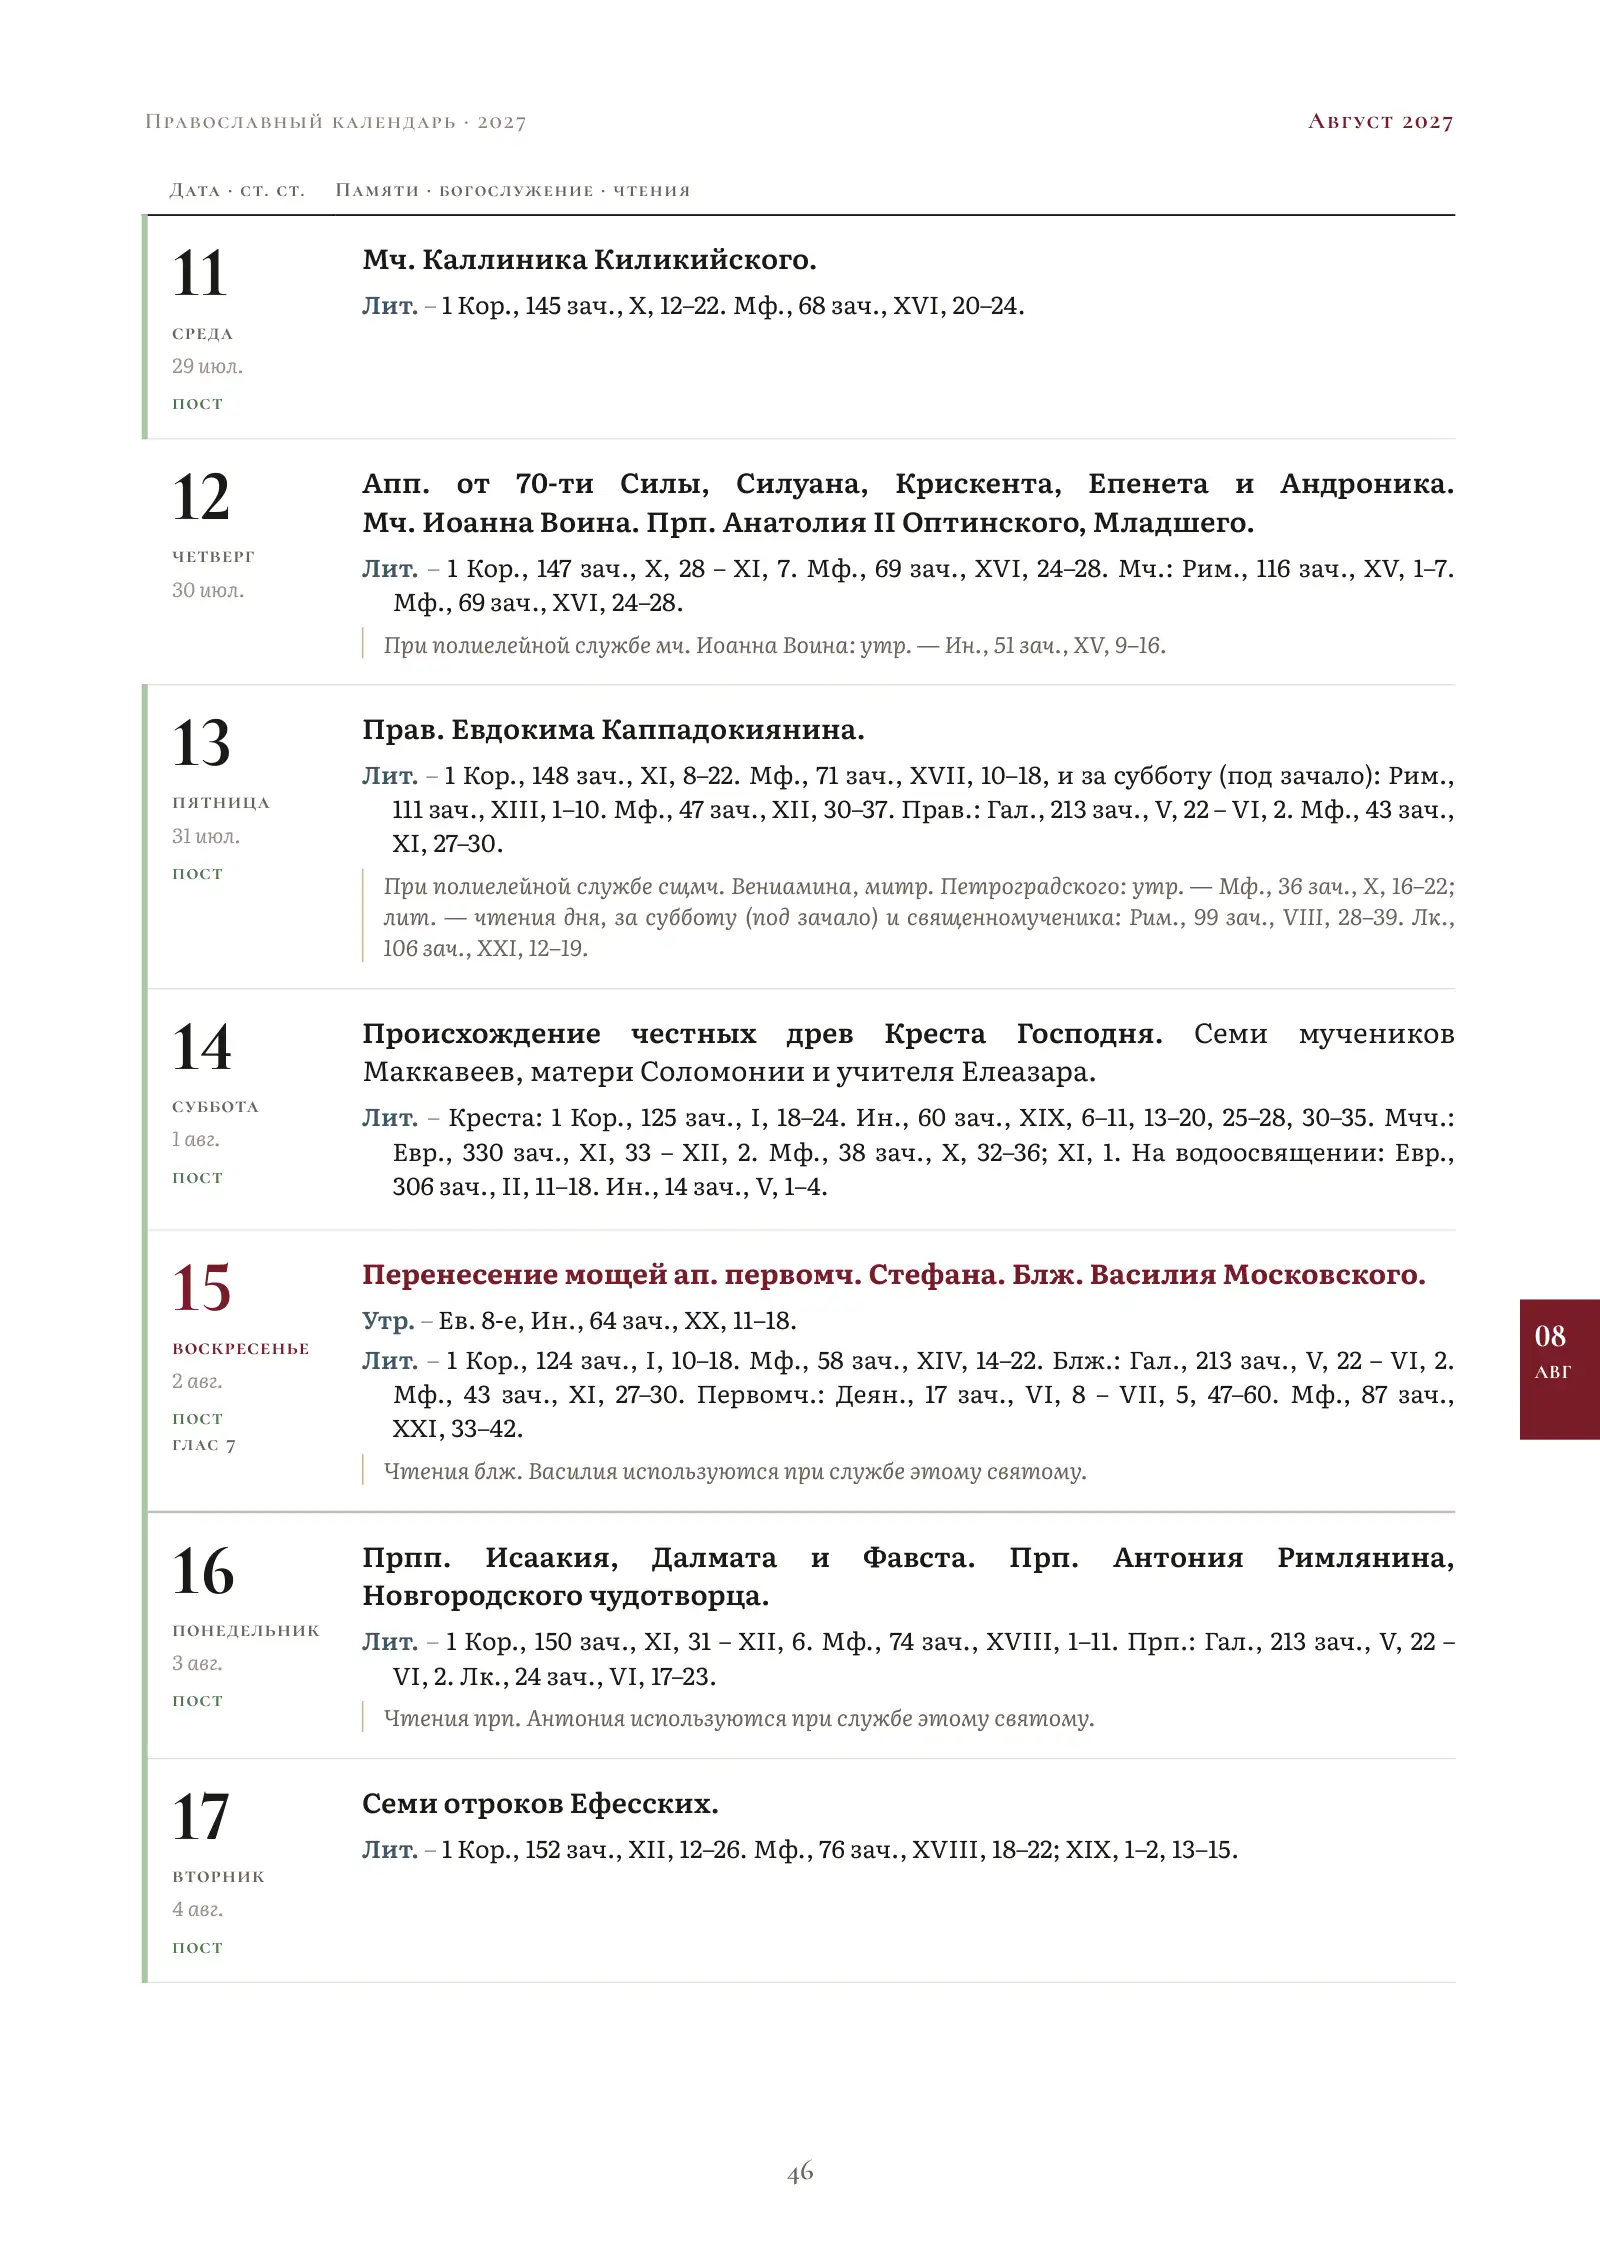 Православный календарь · 2027
Август 2027
Дата · ст. ст. Памяти · богослужение · чтения
11
среда
29 июл.
пост
Мч. Каллиника Киликийского.
Лит. – 1 Кор., 145 зач., X, 12–22. Мф., 68 зач., XVI, 20–24.
12
четверг
30 июл.
Апп. от 70-ти Силы, Силуана, Крискента, Епенета и Андроника.
Мч. Иоанна Воина. Прп. Анатолия II Оптинского, Младшего.
Лит. – 1 Кор., 147 зач., X, 28 – XI, 7. Мф., 69 зач., XVI, 24–28. Мч.: Рим., 116 зач., XV, 1–7.
Мф., 69 зач., XVI, 24–28.
При полиелейной службе мч. Иоанна Воина: утр. — Ин., 51 зач., XV, 9–16.
13
пятница
31 июл.
пост
Прав. Евдокима Каппадокиянина.
Лит. – 1 Кор., 148 зач., XI, 8–22. Мф., 71 зач., XVII, 10–18, и за субботу (под зачало): Рим.,
111 зач., XIII, 1–10. Мф., 47 зач., XII, 30–37. Прав.: Гал., 213 зач., V, 22 – VI, 2. Мф., 43 зач.,
XI, 27–30.
При полиелейной службе сщмч. Вениамина, митр. Петроградского: утр. — Мф., 36 зач., X, 16–22;
лит. — чтения дня, за субботу (под зачало) и священномученика: Рим., 99 зач., VIII, 28–39. Лк.,
106 зач., XXI, 12–19.
14
суббота
1 авг.
пост
Происхождение честных древ Креста Господня. Семи мучеников
Маккавеев, матери Соломонии и учителя Елеазара.
Лит. – Креста: 1 Кор., 125 зач., I, 18–24. Ин., 60 зач., XIX, 6–11, 13–20, 25–28, 30–35. Мчч.:
Евр., 330 зач., XI, 33 – XII, 2. Мф., 38 зач., X, 32–36; XI, 1. На водоосвящении: Евр.,
306 зач., II, 11–18. Ин., 14 зач., V, 1–4.
15
воскресенье
2 авг.
пост
глас 7
Перенесение мощей ап. первомч. Стефана. Блж. Василия Московского.
Утр. – Ев. 8-е, Ин., 64 зач., XX, 11–18.
Лит. – 1 Кор., 124 зач., I, 10–18. Мф., 58 зач., XIV, 14–22. Блж.: Гал., 213 зач., V, 22 – VI, 2.
Мф., 43 зач., XI, 27–30. Первомч.: Деян., 17 зач., VI, 8 – VII, 5, 47–60. Мф., 87 зач.,
XXI, 33–42.
Чтения блж. Василия используются при службе этому святому.
08
авг
16
понедельник
3 авг.
пост
Прпп. Исаакия, Далмата и Фавста. Прп. Антония Римлянина,
Новгородского чудотворца.
Лит. – 1 Кор., 150 зач., XI, 31 – XII, 6. Мф., 74 зач., XVIII, 1–11. Прп.: Гал., 213 зач., V, 22 –
VI, 2. Лк., 24 зач., VI, 17–23.
Чтения прп. Антония используются при службе этому святому.
17
вторник
4 авг.
пост
Семи отроков Ефесских.
Лит. – 1 Кор., 152 зач., XII, 12–26. Мф., 76 зач., XVIII, 18–22; XIX, 1–2, 13–15.
46